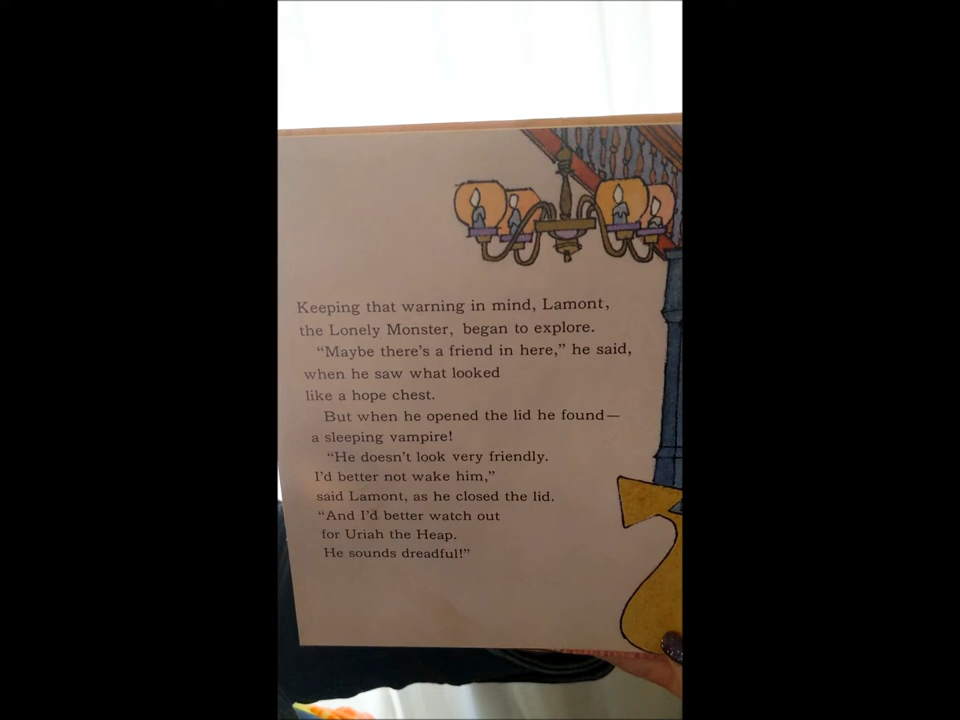 Keeping that warning in mind, Lamont,
the Lonely Monster, began to explore.
“Maybe there’s a friend in here,” he said,
when he saw what looked
like a hope chest.
But when he opened the lid he found—
a sleeping vampire!
“He doesn’t look very friendly.
I’d better not wake him,”
said Lamont, as he closed the lid.
“And I’d better watch out
for Uriah the Heap.
He sounds dreadful!”